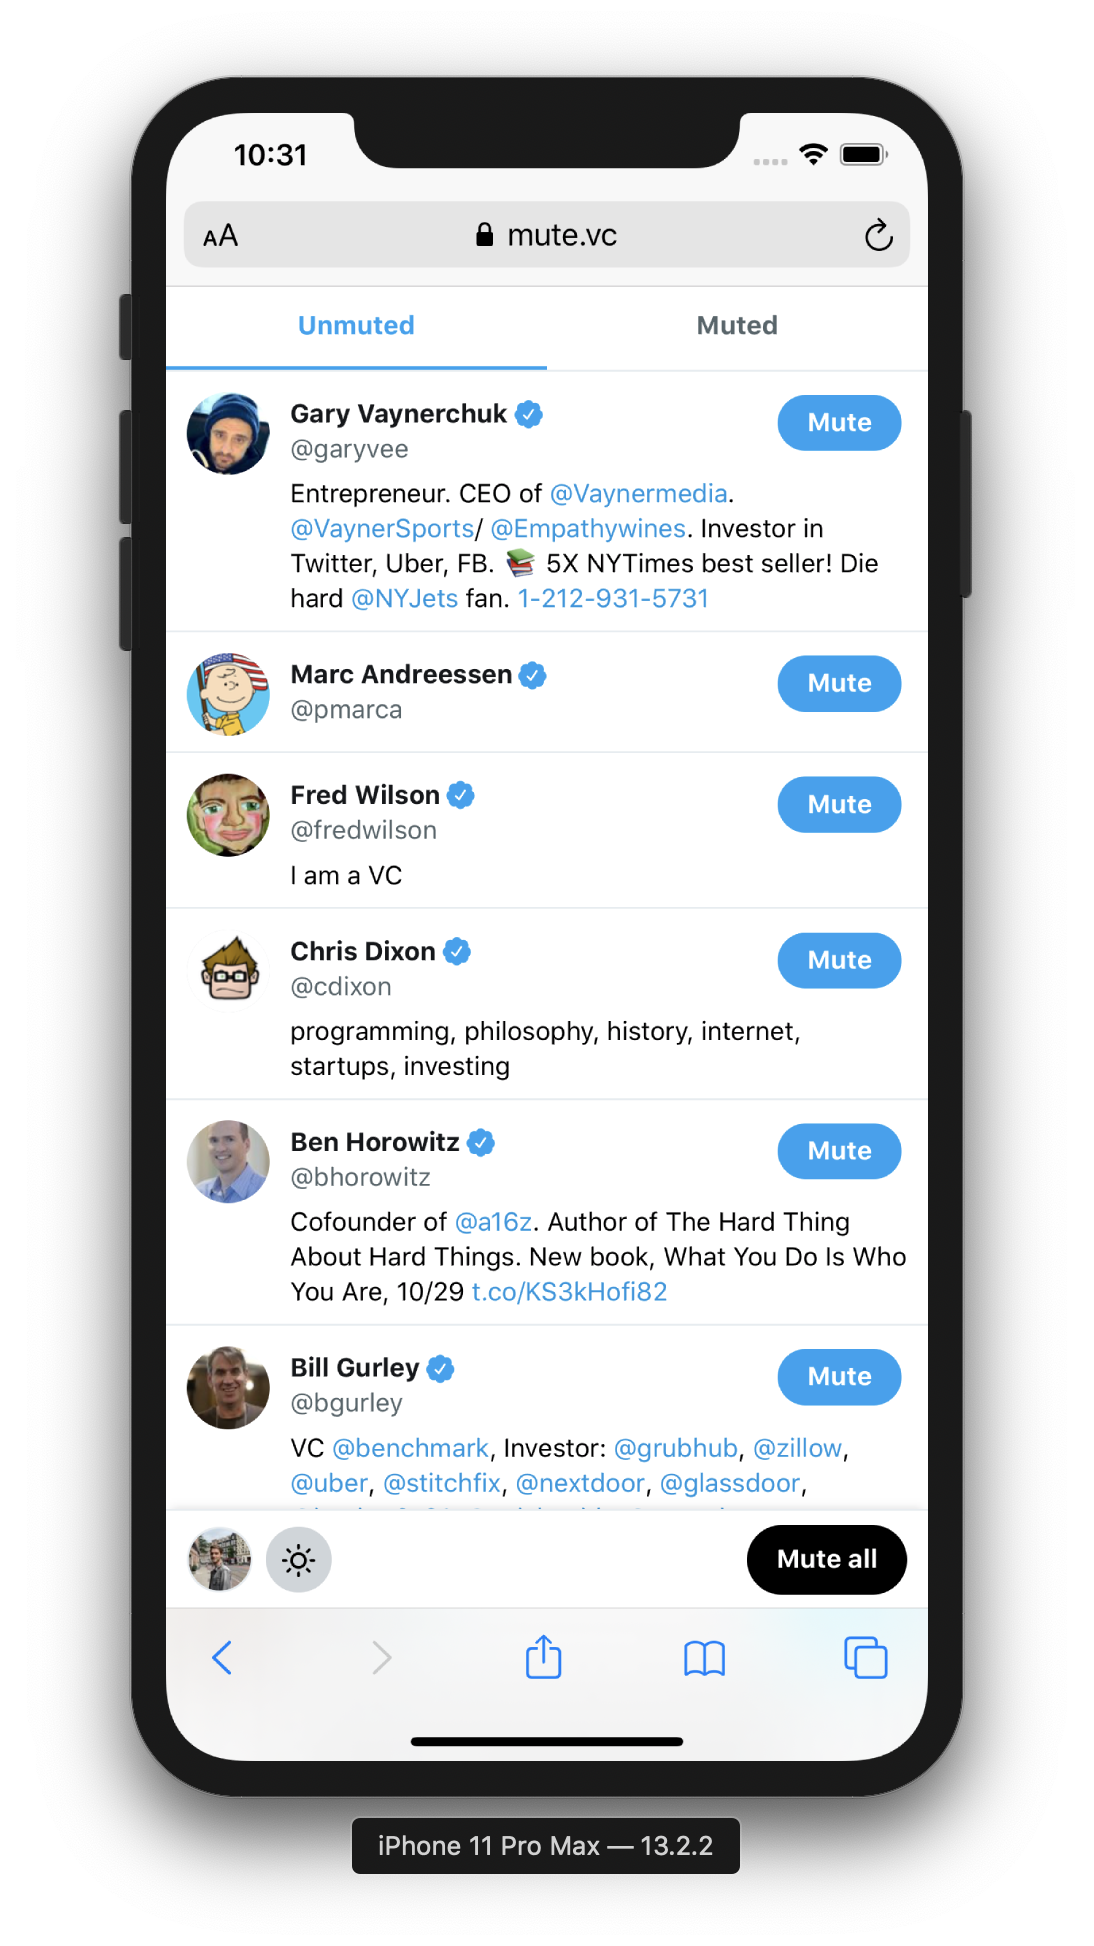 10:31
AA mute.vc
Unmuted Muted
Gary Vaynerchuk Mute
@garyvee
Entrepreneur. CEO of @Vaynermedia.
@VaynerSports/ @Empathywines. Investor in
Twitter, Uber, FB. 📚 5X NYTimes best seller! Die
hard @NYJets fan. 1-212-931-5731
Marc Andreessen Mute
@pmarca
Fred Wilson Mute
@fredwilson
I am a VC
Chris Dixon Mute
@cdixon
programming, philosophy, history, internet,
startups, investing
Ben Horowitz Mute
@bhorowitz
Cofounder of @a16z. Author of The Hard Thing
About Hard Things. New book, What You Do Is Who
You Are, 10/29 t.co/KS3kHofi82
Bill Gurley Mute
@bgurley
VC @benchmark, Investor: @grubhub, @zillow,
@uber, @stitchfix, @nextdoor, @glassdoor,
Mute all
iPhone 11 Pro Max — 13.2.2